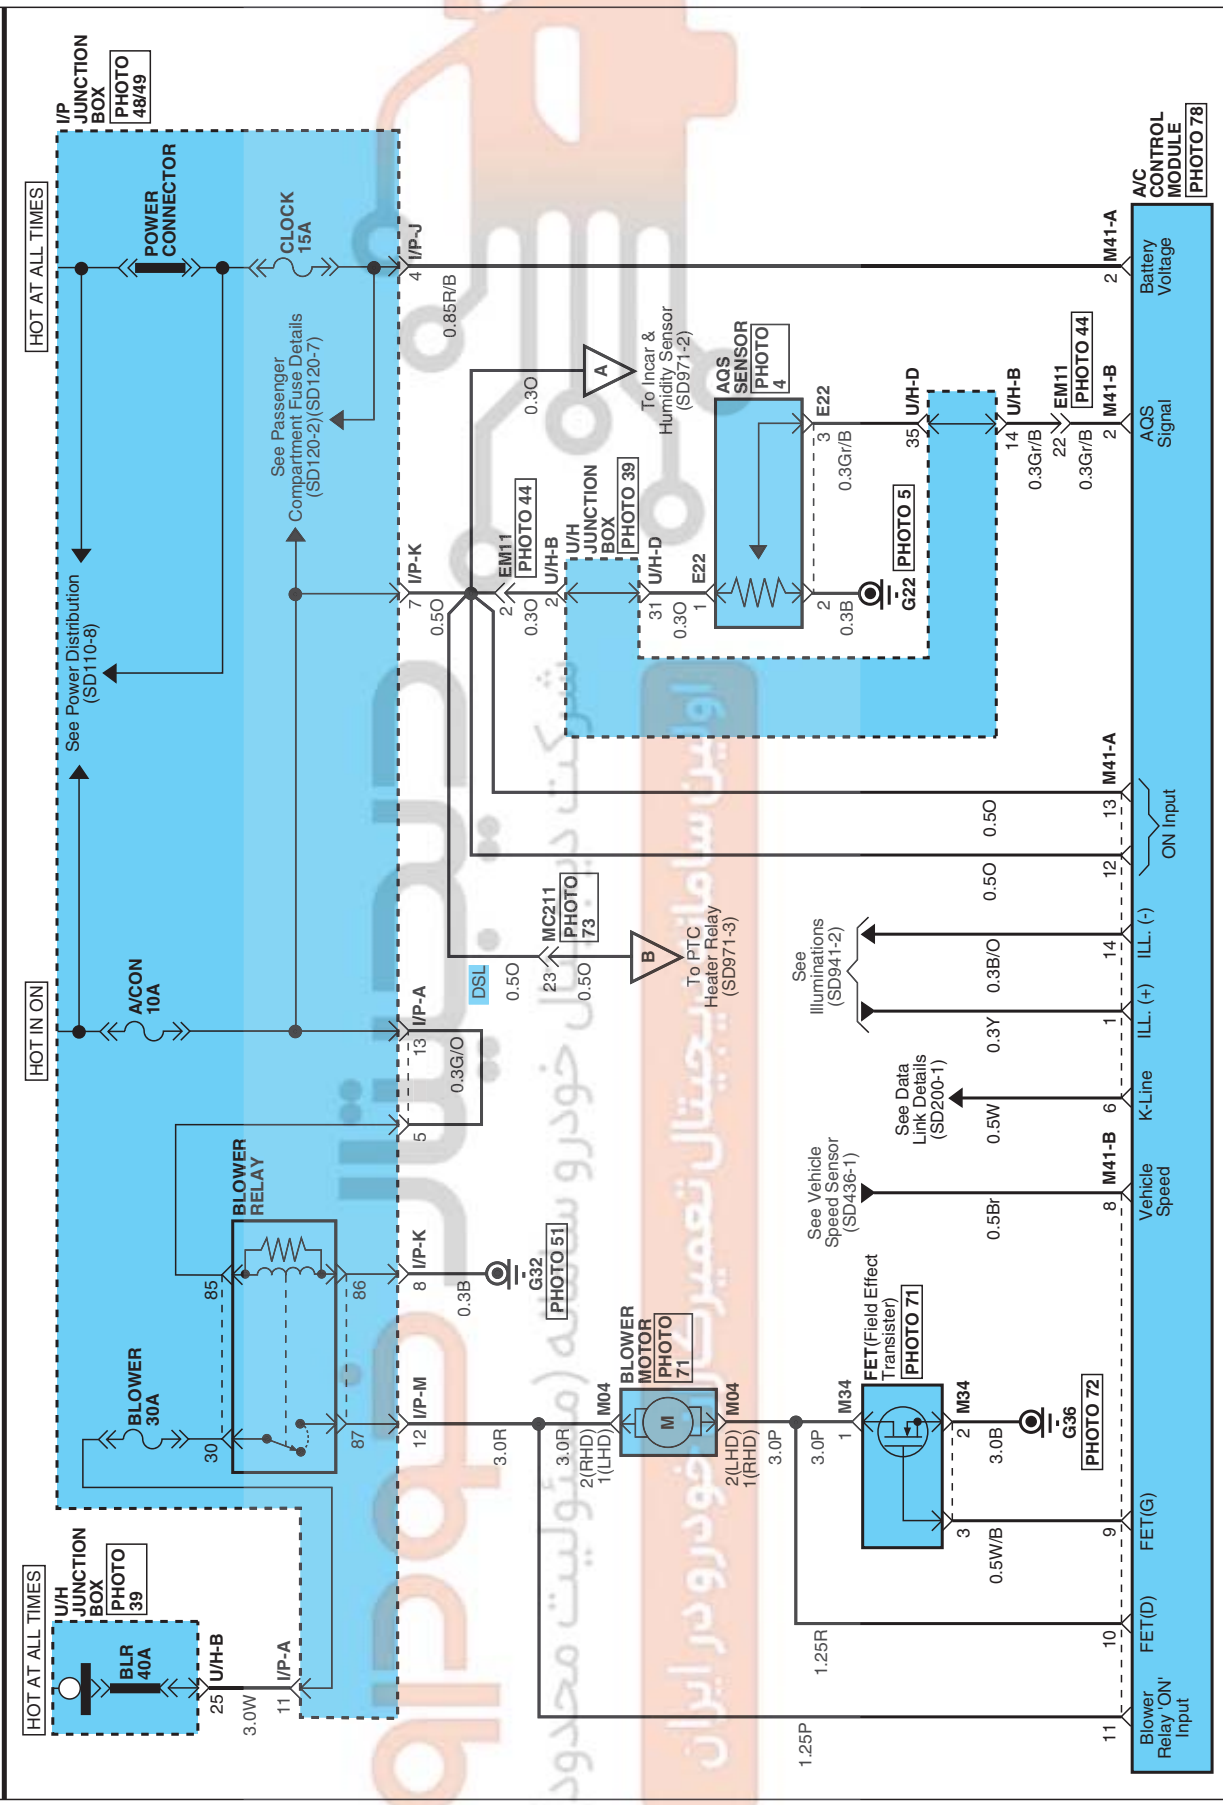 HOT AT ALL TIMES
U/H
JUNCTION
BOX
PHOTO
39
BLR
40A
25
U/H-B
3.0W
11
I/P-A
HOT IN ON
HOT AT ALL TIMES
I/P
JUNCTION
BOX
PHOTO
48/49
BLOWER
30A
30
85
BLOWER
RELAY
87
86
A/CON
10A
See Power Distribution
(SD110-8)
POWER
CONNECTOR
CLOCK
15A
See Passenger
Compartment Fuse Details
(SD120-2)(SD120-7)
12
I/P-M
8
I/P-K
5
13
I/P-A
7
I/P-K
4
I/P-J
3.0R
0.3B
G32
PHOTO 51
0.3G/O
0.5O
0.85R/B
DSL
0.5O
23
MC211
PHOTO
73
0.5O
B
To PTC
Heater Relay
(SD971-3)
2
EM11
PHOTO 44
0.3O
2
U/H-B
U/H
JUNCTION
BOX
PHOTO 39
31
U/H-D
0.3O
1
E22
0.3O
A
To Incar &
Humidity Sensor
(SD971-2)
AQS
SENSOR
PHOTO
4
2
0.3B
G22
PHOTO 5
3
E22
0.3Gr/B
35
U/H-D
14
U/H-B
0.3Gr/B
22
EM11
PHOTO 44
0.3Gr/B
3.0R
2(RHD)
1(LHD)
M04
BLOWER
MOTOR
PHOTO
71
M
2(LHD)
1(RHD)
M04
3.0P
3.0P
1
M34
FET(Field Effect
Transister)
PHOTO 71
2
M34
3.0B
G36
PHOTO 72
3
0.5W/B
1.25P
1.25R
See Vehicle
Speed Sensor
(SD436-1)
0.5Br
See Data
Link Details
(SD200-1)
0.5W
See
Illuminations
(SD941-2)
0.3Y
0.3B/O
0.5O
0.5O
11
10
9
8
M41-B
6
1
14
12
13
M41-A
2
M41-B
2
M41-A
Blower
Relay 'ON'
Input
FET(D)
FET(G)
Vehicle
Speed
K-Line
ILL. (+)
ILL. (-)
ON Input
AQS
Signal
Battery
Voltage
A/C
CONTROL
MODULE
PHOTO 78